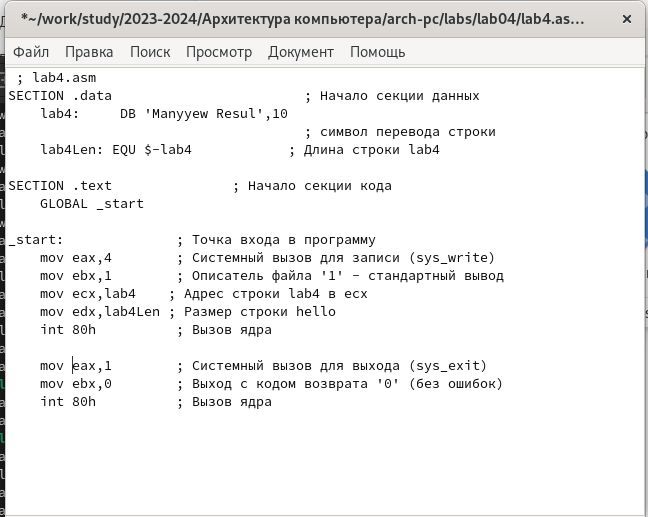 *~/work/study/2023-2024/Архитектура компьютера/arch-pc/labs/lab04/lab4.as…
Файл Правка Поиск Просмотр Документ Помощь
; lab4.asm
SECTION .data ; Начало секции данных
lab4: DB 'Manyyew Resul',10
; символ перевода строки
lab4Len: EQU $-lab4 ; Длина строки lab4
SECTION .text ; Начало секции кода
GLOBAL _start
_start: ; Точка входа в программу
mov eax,4 ; Системный вызов для записи (sys_write)
mov ebx,1 ; Описатель файла '1' - стандартный вывод
mov ecx,lab4 ; Адрес строки lab4 в ecx
mov edx,lab4Len ; Размер строки hello
int 80h ; Вызов ядра
mov eax,1 ; Системный вызов для выхода (sys_exit)
mov ebx,0 ; Выход с кодом возврата '0' (без ошибок)
int 80h ; Вызов ядра